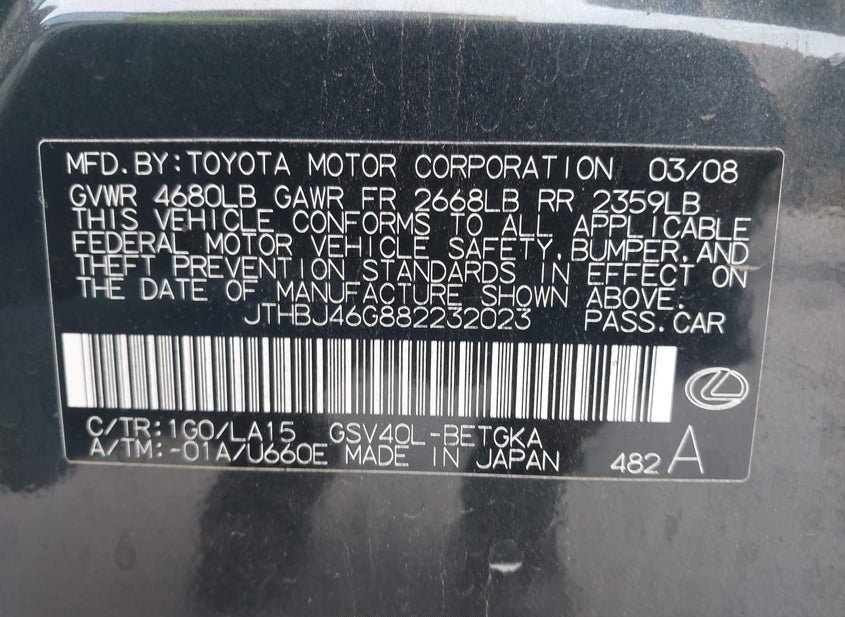 MFD.BY:TOYOTA MOTOR CORPORATION 03/08
GVWR 4680LB GAWR FR 2668LB RR 2359LB
THIS VEHICLE CONFORMS TO ALL APPLICABLE
FEDERAL MOTOR VEHICLE SAFETY,BUMPER,AND
THEFT PREVENTION STANDARDS IN EFFECT ON
THE DATE OF MANUFACTURE SHOWN ABOVE.
JTHBJ46G882232023 PASS.CAR
C/TR:1G0/LA15 GSV40L-BETGKA
A/TM:-01A/U660E MADE IN JAPAN 482A